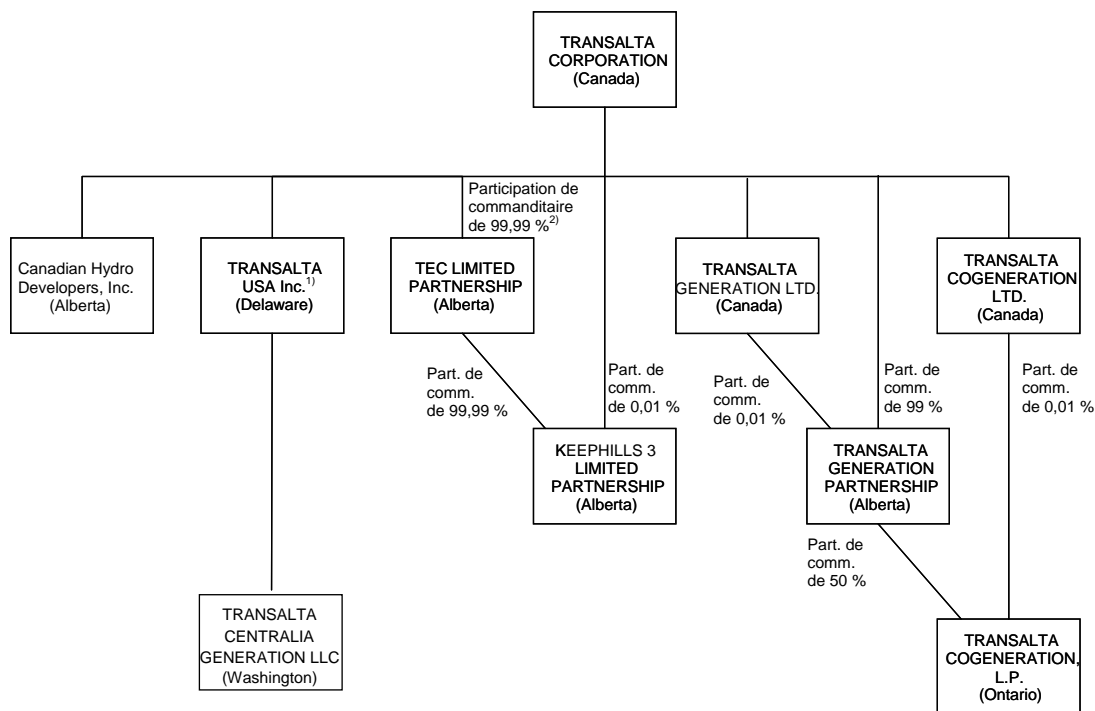 TRANSALTA
CORPORATION
(Canada)
Participation de
commanditaire
de 99,99 %2)
Canadian Hydro
Developers, Inc.
(Alberta)
TRANSALTA
USA Inc.1)
(Delaware)
TEC LIMITED
PARTNERSHIP
(Alberta)
TRANSALTA
GENERATION LTD.
(Canada)
TRANSALTA
COGENERATION
LTD.
(Canada)
Part. de
comm.
de 99,99 %
Part. de
comm.
de 0,01 %
Part. de
comm.
de 0,01 %
Part. de
comm.
de 99 %
Part. de
comm.
de 0,01 %
KEEPHILLS 3
LIMITED
PARTNERSHIP
(Alberta)
TRANSALTA
GENERATION
PARTNERSHIP
(Alberta)
Part. de
comm.
de 50 %
TRANSALTA
CENTRALIA
GENERATION LLC
(Washington)
TRANSALTA
COGENERATION,
L.P.
(Ontario)